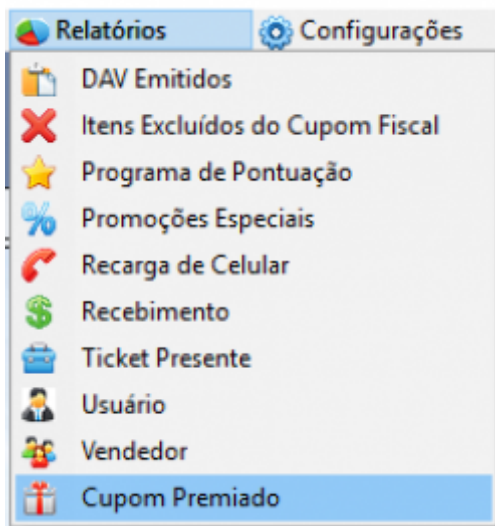 Relatórios Configurações
DAV Emitidos
Itens Excluídos do Cupom Fiscal
Programa de Pontuação
Promoções Especiais
Recarga de Celular
Recebimento
Ticket Presente
Usuário
Vendedor
Cupom Premiado